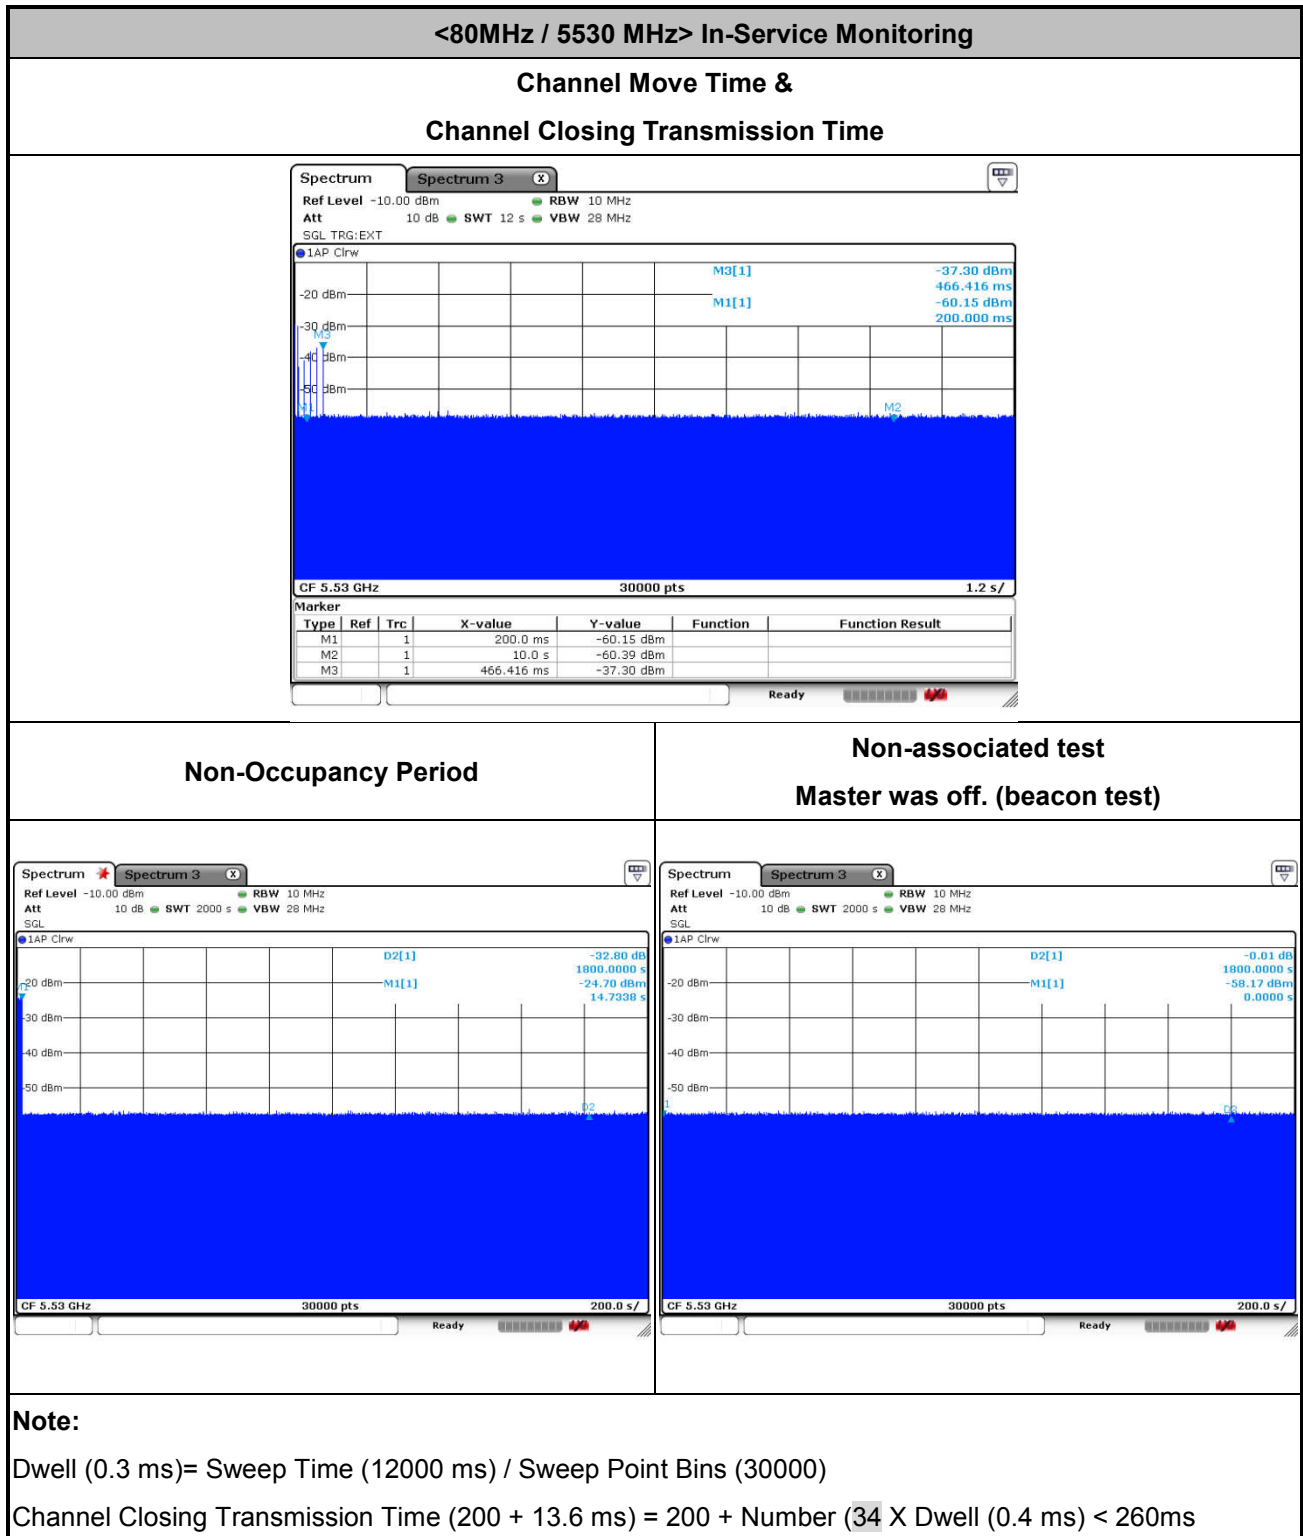 <80MHz / 5530 MHz> In-Service Monitoring
Channel Move Time &
Channel Closing Transmission Time
Spectrum Spectrum 3 X
Ref Level -10.00 dBm RBW 10 MHz
Att 10 dB SWT 12 s VBW 28 MHz
SGL TRG:EXT
1AP Clrw
M3[1] -37.30 dBm
466.416 ms
-20 dBm
M1[1] -60.15 dBm
200.000 ms
-30 dBm
M3
-40 dBm
-50 dBm
M1 M2
CF 5.53 GHz 30000 pts 1.2 s/
Marker
Type Ref Trc X-value Y-value Function Function Result
M1 1 200.0 ms -60.15 dBm
M2 1 10.0 s -60.39 dBm
M3 1 466.416 ms -37.30 dBm
Ready
Non-Occupancy Period
Non-associated test
Master was off. (beacon test)
Spectrum Spectrum 3 X
Ref Level -10.00 dBm RBW 10 MHz
Att 10 dB SWT 2000 s VBW 28 MHz
SGL
1AP Clrw
D2[1] -32.80 dB
1800.0000 s
-20 dBm
M1[1] -24.70 dBm
14.7338 s
-30 dBm
-40 dBm
-50 dBm
D2
CF 5.53 GHz 30000 pts 200.0 s/
Ready
Spectrum Spectrum 3 X
Ref Level -10.00 dBm RBW 10 MHz
Att 10 dB SWT 2000 s VBW 28 MHz
SGL
1AP Clrw
D2[1] -0.01 dB
1800.0000 s
-20 dBm
M1[1] -58.17 dBm
0.0000 s
-30 dBm
-40 dBm
-50 dBm
D2
CF 5.53 GHz 30000 pts 200.0 s/
Ready
Note:
Dwell (0.3 ms)= Sweep Time (12000 ms) / Sweep Point Bins (30000)
Channel Closing Transmission Time (200 + 13.6 ms) = 200 + Number (34 X Dwell (0.4 ms) < 260ms